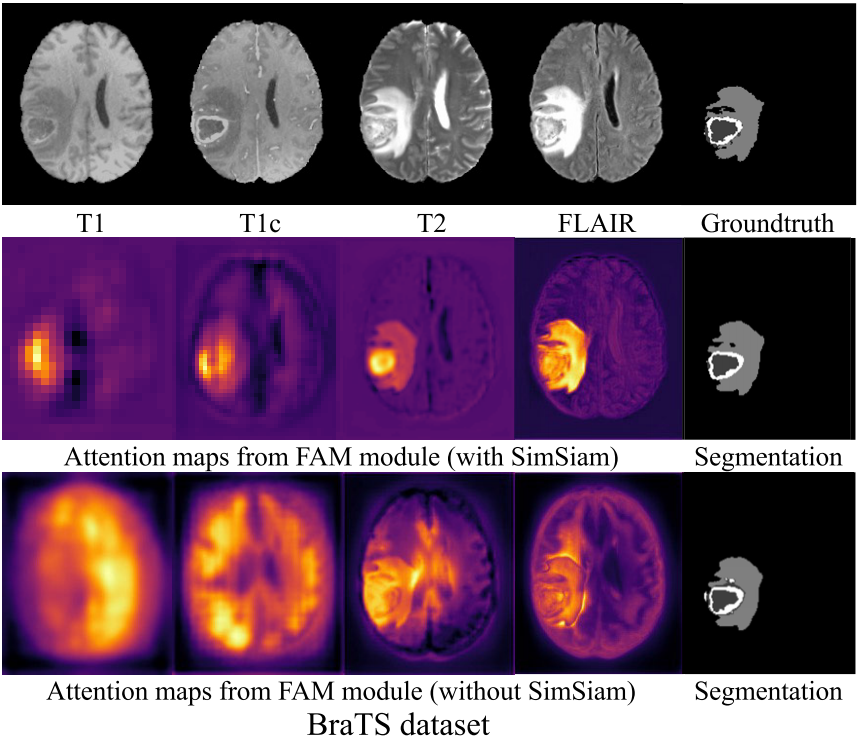 T1 T1c T2 FLAIR Groundtruth
Attention maps from FAM module (with SimSiam) Segmentation
Attention maps from FAM module (without SimSiam) Segmentation
BraTS dataset